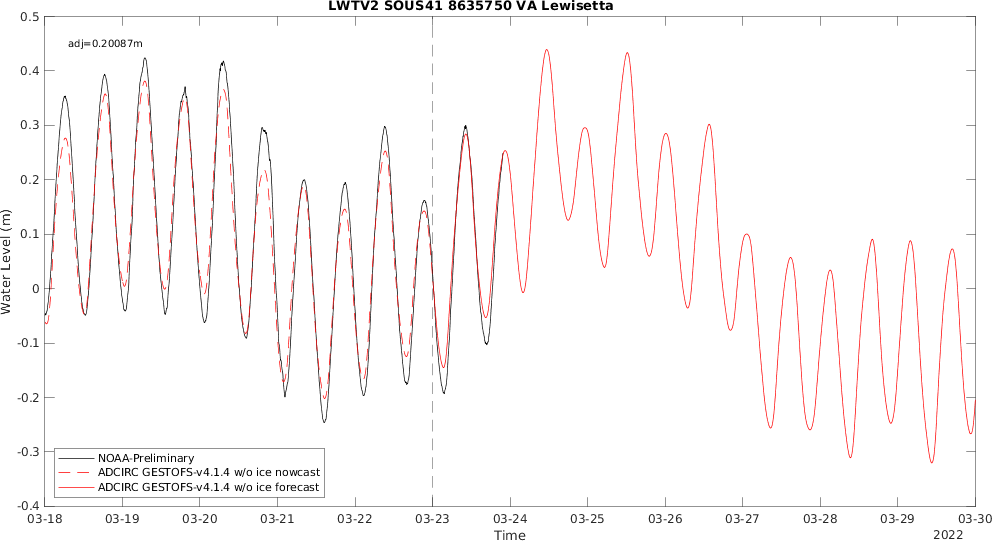 LWTV2 SOUS41 8635750 VA Lewisetta
adj=0.20087m
0.5
0.4
0.3
0.2
0.1
0
-0.1
-0.2
-0.3
-0.4
Water Level (m)
NOAA-Preliminary
ADCIRC GESTOFS-v4.1.4 w/o ice nowcast
ADCIRC GESTOFS-v4.1.4 w/o ice forecast
03-18 03-19 03-20 03-21 03-22 03-23 03-24 03-25 03-26 03-27 03-28 03-29 03-30
Time
2022